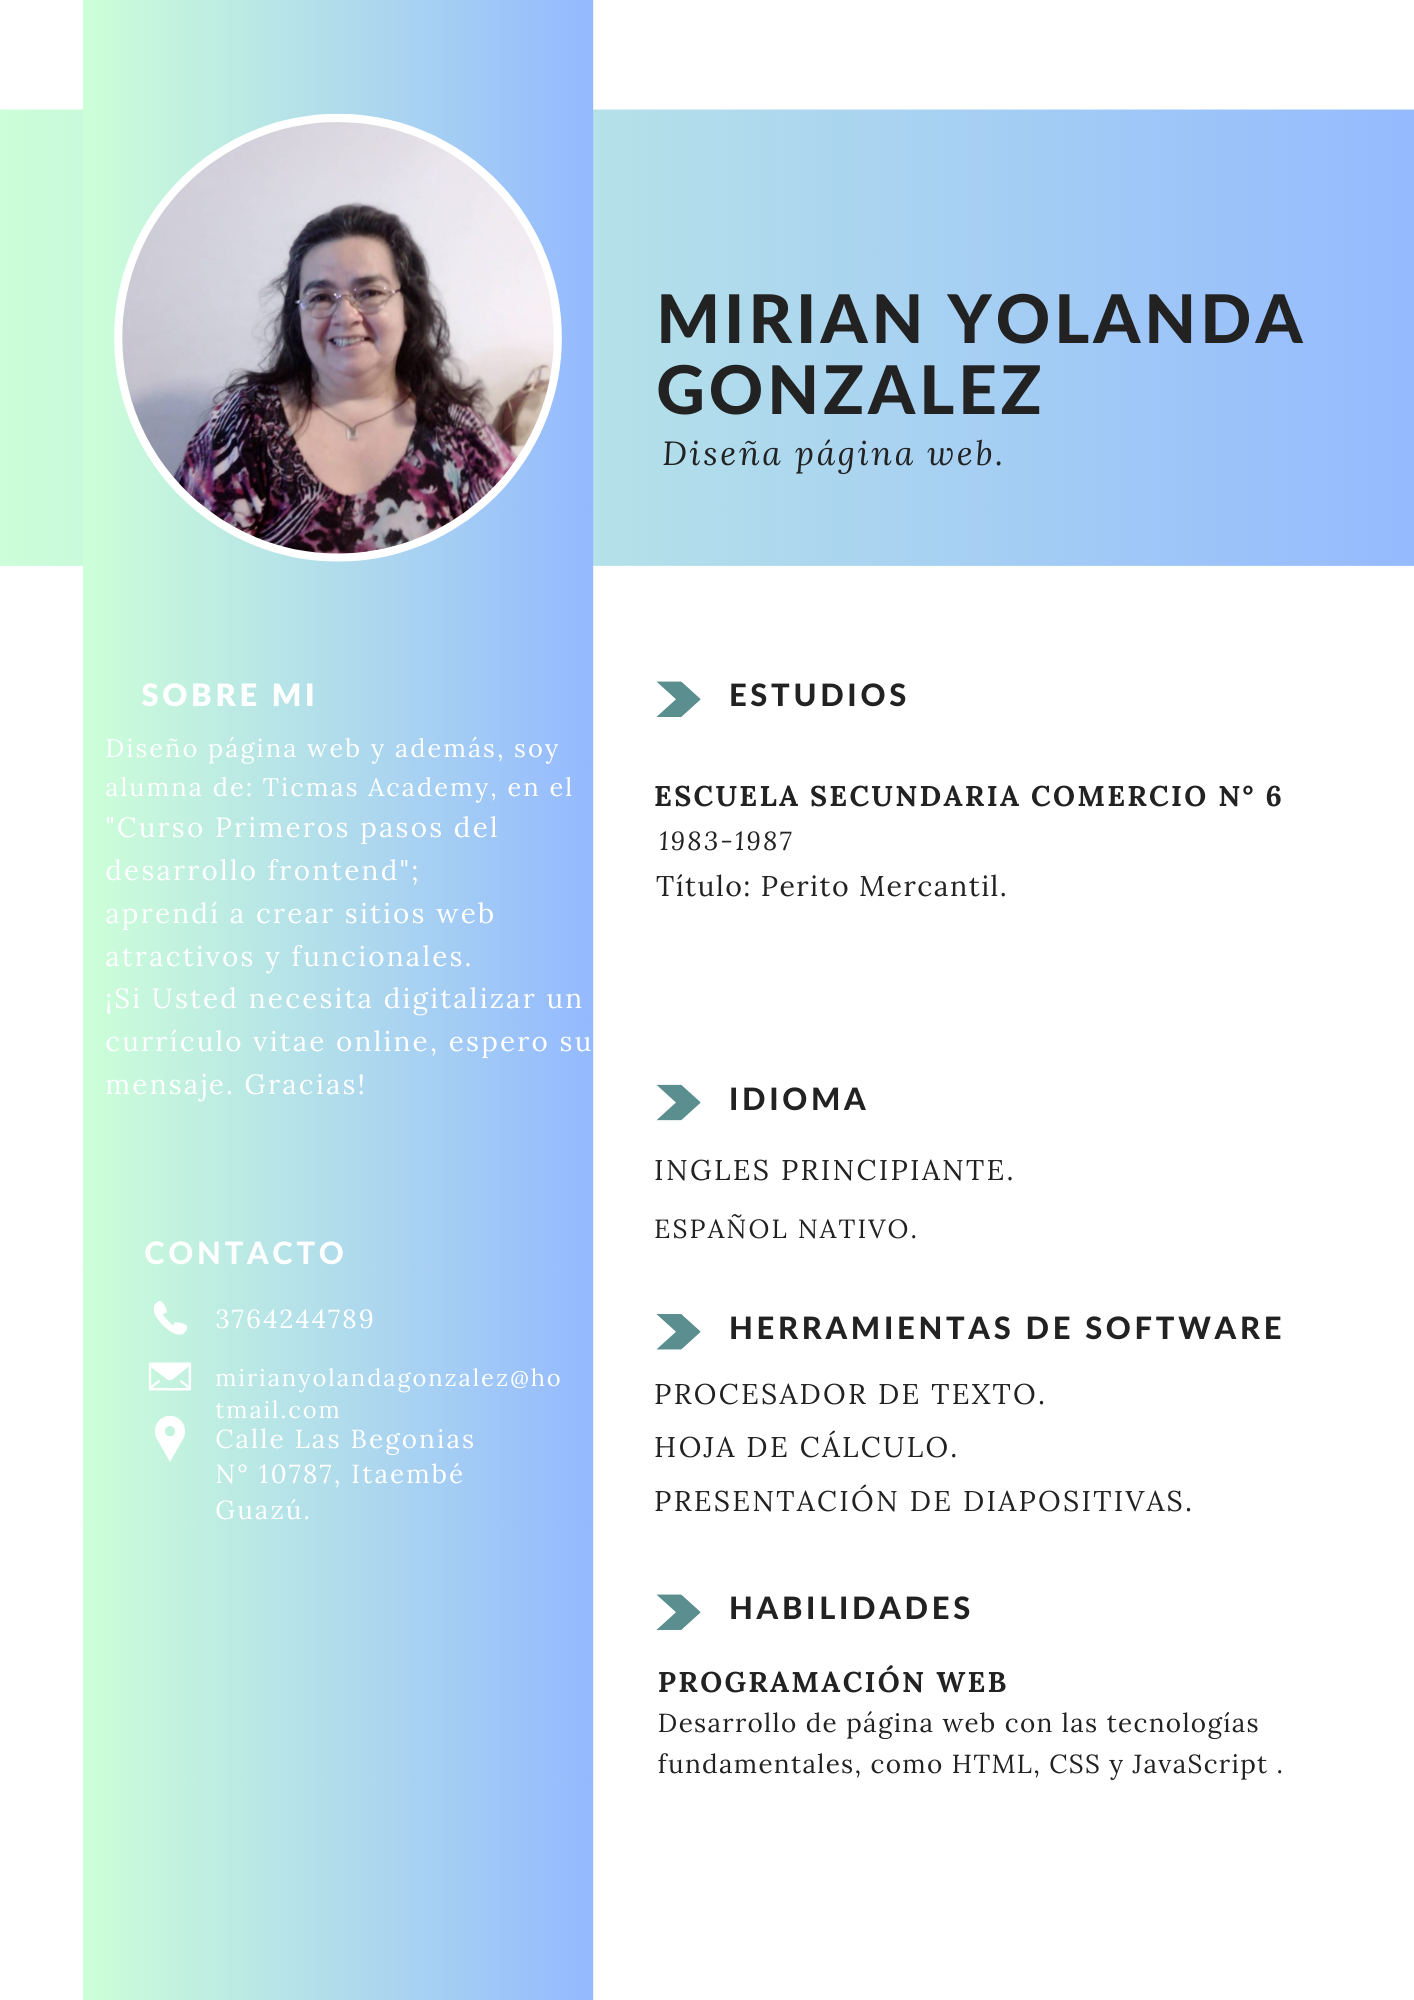 MIRIAN YOLANDA
GONZALEZ
Diseña página web.
SOBRE MI
Diseño página web y además, soy
alumna de: Ticmas Academy, en el
"Curso Primeros pasos del
desarrollo frontend";
aprendí a crear sitios web
atractivos y funcionales.
¡Si Usted necesita digitalizar un
currículo vitae online, espero su
mensaje. Gracias!
CONTACTO
3764244789
mirianyolandagonzalez@ho
tmail.com
Calle Las Begonias
N° 10787, Itaembé
Guazú.
ESTUDIOS
ESCUELA SECUNDARIA COMERCIO N° 6
1983-1987
Título: Perito Mercantil.
IDIOMA
INGLES PRINCIPIANTE.
ESPAÑOL NATIVO.
HERRAMIENTAS DE SOFTWARE
PROCESADOR DE TEXTO.
HOJA DE CÁLCULO.
PRESENTACIÓN DE DIAPOSITIVAS.
HABILIDADES
PROGRAMACIÓN WEB
Desarrollo de página web con las tecnologías
fundamentales, como HTML, CSS y JavaScript .